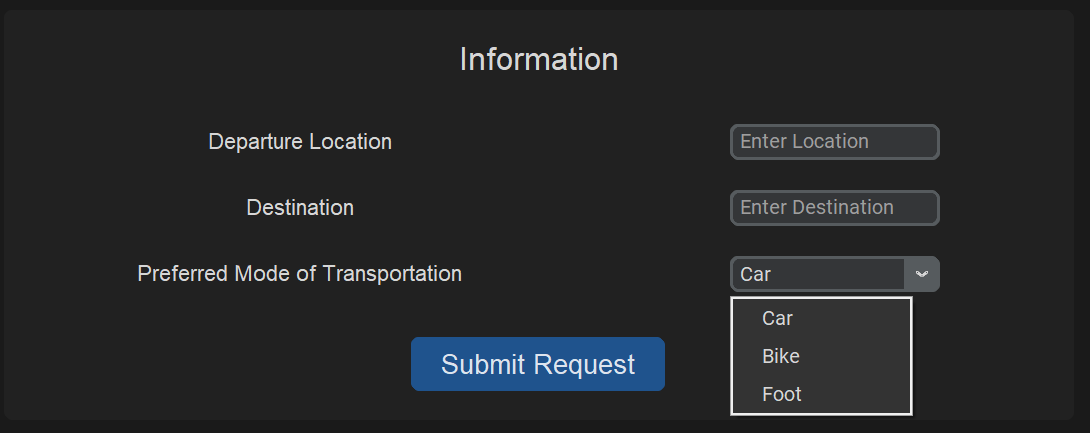 Information
Departure Location Enter Location
Destination Enter Destination
Preferred Mode of Transportation Car
Car
Bike
Submit Request
Foot